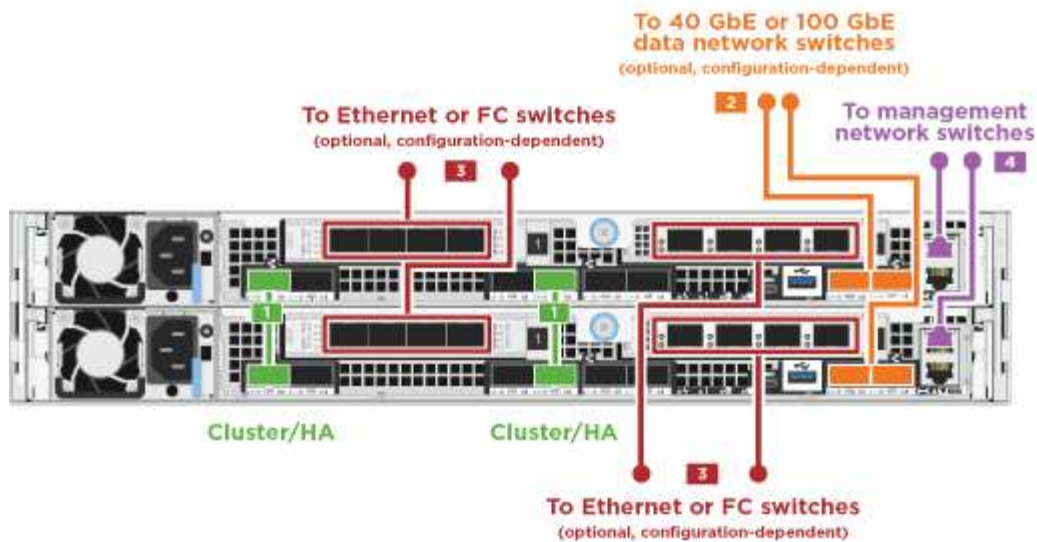 To 40 GbE or 100 GbE
data network switches
(optional, configuration-dependent)
2
To management
network switches
4
To Ethernet or FC switches
(optional, configuration-dependent)
3
1
1
1
1
Cluster/HA
Cluster/HA
3
To Ethernet or FC switches
(optional, configuration-dependent)